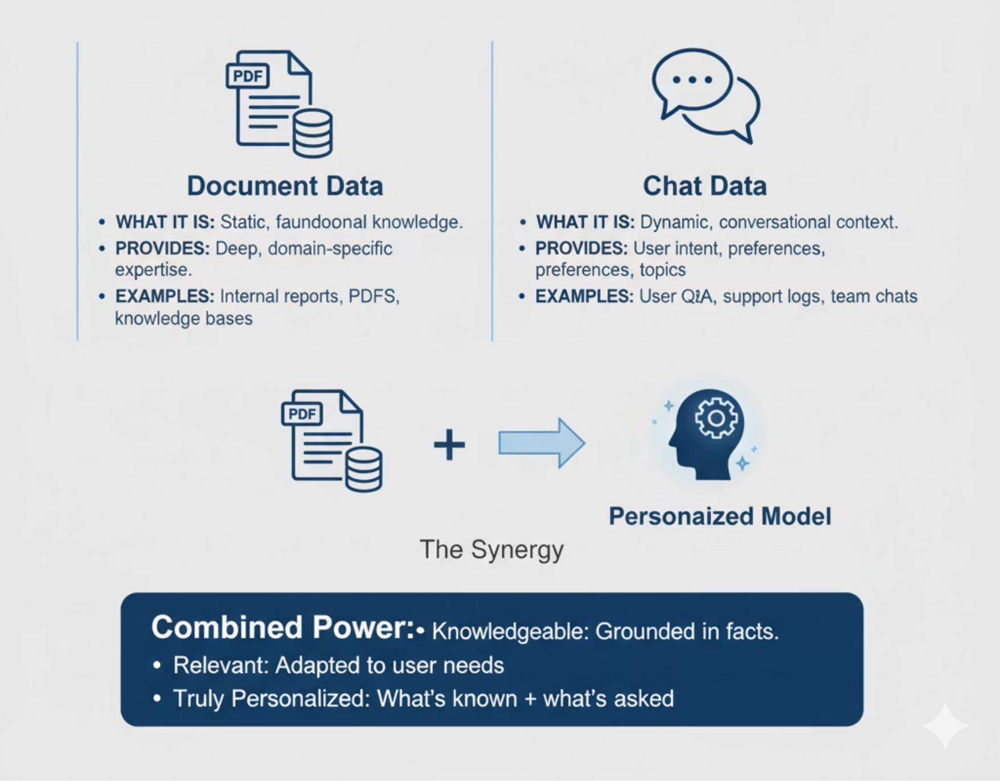 PDF
Document Data
• WHAT IT IS: Static, faundoonal knowledge.
• PROVIDES: Deep, domain-specific
expertise.
• EXAMPLES: Internal reports, PDFS,
knowledge bases
Chat Data
• WHAT IT IS: Dynamic, conversational context.
• PROVIDES: User intent, preferences,
preferences, topics
• EXAMPLES: User Q&A, support logs, team chats
PDF
+
Personaized Model
The Synergy
Combined Power:• Knowledgeable: Grounded in facts.
• Relevant: Adapted to user needs
• Truly Personalized: What’s known + what’s asked